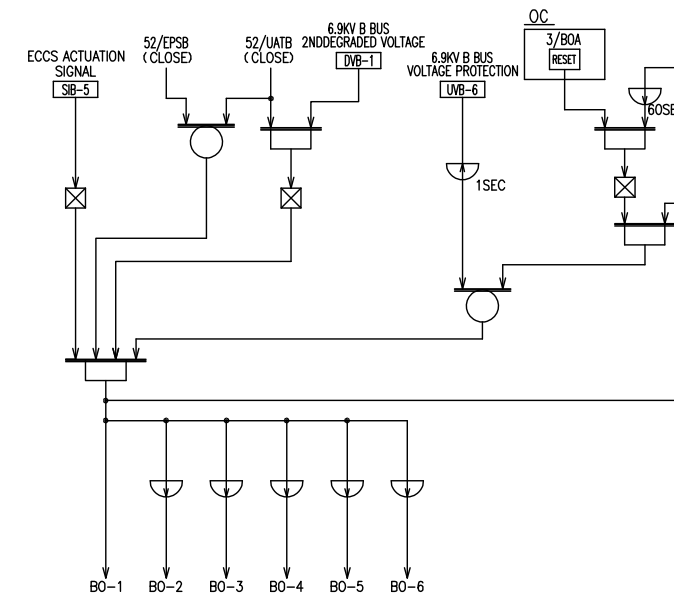 OC
3/BOA
RESET
52/EPSB
(CLOSE)
52/UATB
(CLOSE)
6.9KV B BUS
2NDDEGRADED VOLTAGE
DVB-1
ECCS ACTUATION
SIGNAL
SIB-5
6.9KV B BUS
VOLTAGE PROTECTION
UVB-6
60SE
1SEC
BO-1 BO-2 BO-3 BO-4 BO-5 BO-6